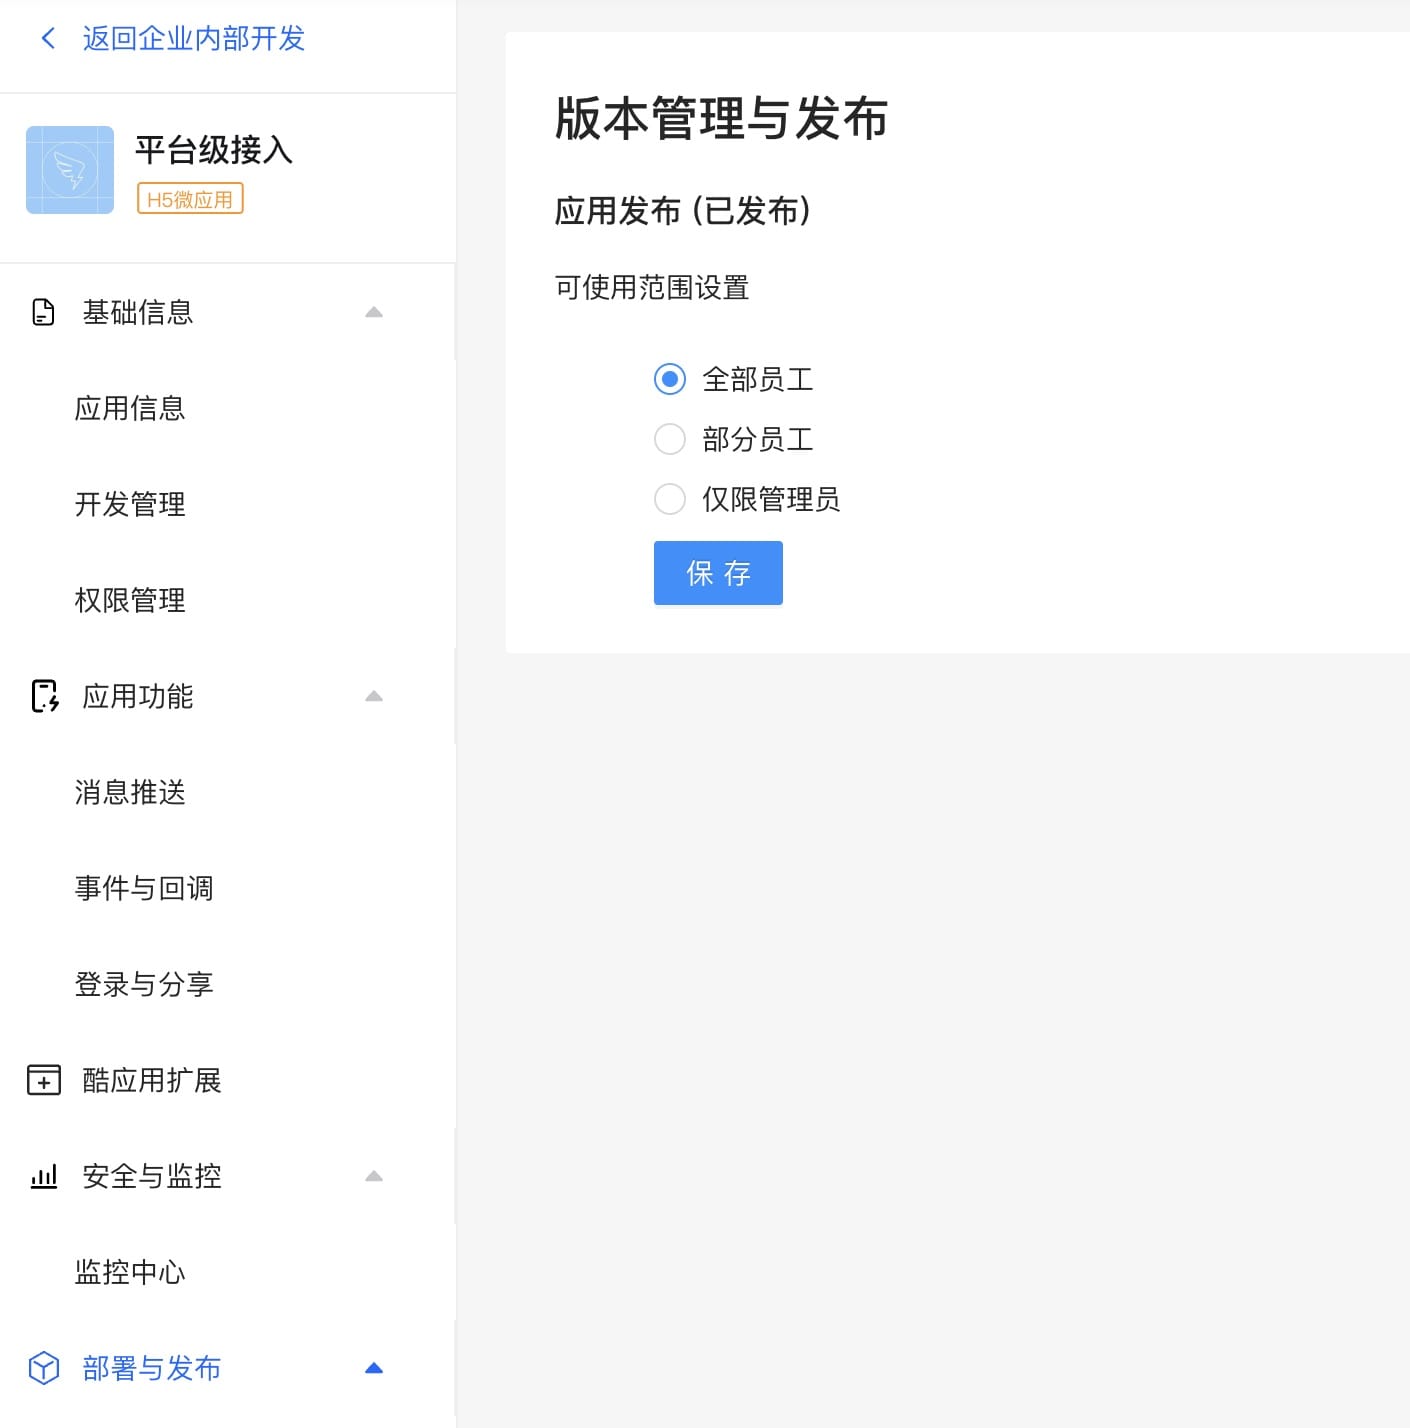 返回企业内部开发
平台级接入
H5微应用
基础信息
应用信息
开发管理
权限管理
应用功能
消息推送
事件与回调
登录与分享
酷应用扩展
安全与监控
监控中心
部署与发布
版本管理与发布
应用发布 (已发布)
可使用范围设置
全部员工
部分员工
仅限管理员
保 存